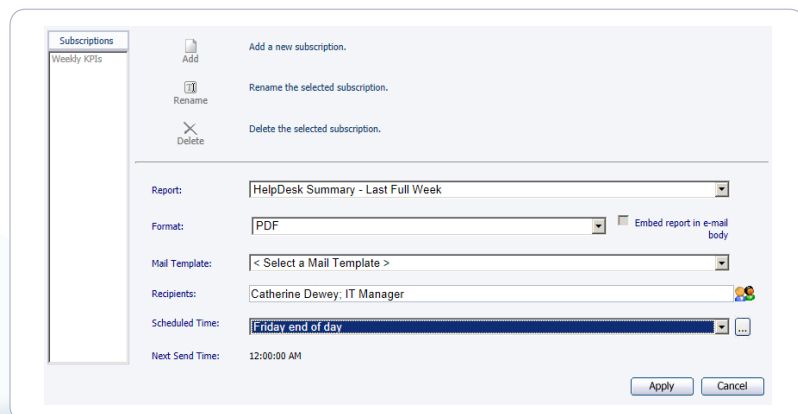 Subscriptions
Weekly KPIs
Add
Add a new subscription.
Rename
Rename the selected subscription.
Delete
Delete the selected subscription.
Report:
HelpDesk Summary - Last Full Week
Format:
PDF
Embed report in e-mail
body
Mail Template:
< Select a Mail Template >
Recipients:
Catherine Dewey; IT Manager
Scheduled Time:
Friday end of day
...
Next Send Time:
12:00:00 AM
Apply
Cancel